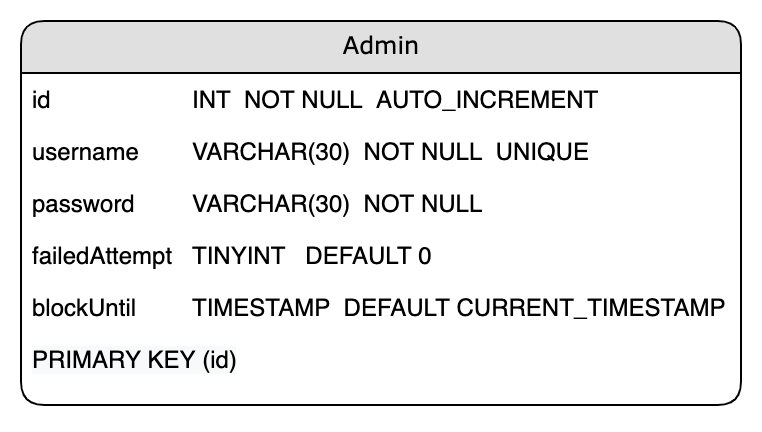 Admin
id INT NOT NULL AUTO_INCREMENT
username VARCHAR(30) NOT NULL UNIQUE
password VARCHAR(30) NOT NULL
failedAttempt TINYINT DEFAULT 0
blockUntil TIMESTAMP DEFAULT CURRENT_TIMESTAMP
PRIMARY KEY (id)